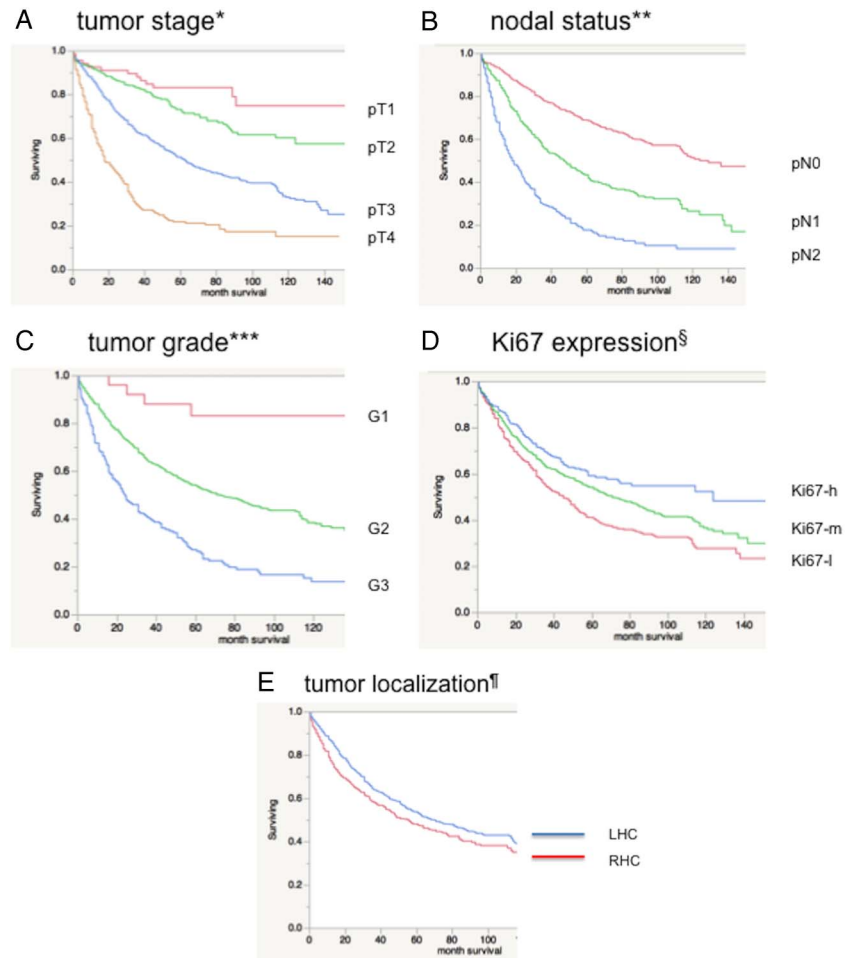 A tumor stage*
1.0
0.8
0.6
0.4
0.2
0.0
Surviving
0 20 40 60 80 100 120 140
month survival
pT1
pT2
pT3
pT4
B nodal status**
1.0
0.8
0.6
0.4
0.2
0.0
Surviving
0 20 40 60 80 100 120 140
month survival
pN0
pN1
pN2
C tumor grade***
1.0
0.8
0.6
0.4
0.2
0.0
Surviving
0 20 40 60 80 100 120
month survival
G1
G2
G3
D Ki67 expression§
1.0
0.8
0.6
0.4
0.2
0.0
Surviving
0 20 40 60 80 100 120 140
month survival
Ki67-h
Ki67-m
Ki67-l
E tumor localization¶
1.0
0.8
0.6
0.4
0.2
0.0
Surviving
0 20 40 60 80 100
month survival
LHC
RHC